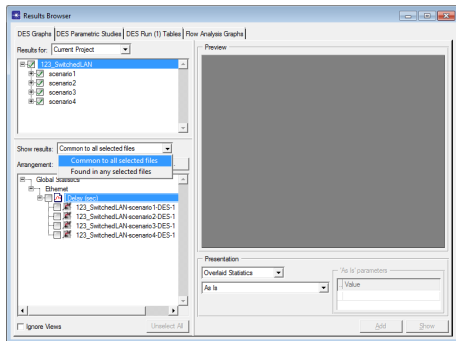 Results Browser
DES Graphs DES Parametric Studies DES Run (1) Tables Flow Analysis Graphs
Results for: Current Project
123_SwitchedLAN
scenario1
scenario2
scenario3
scenario4
Show results: Common to all selected files
Common to all selected files
Found in any selected files
Arrangement:
Global Statistics
Ethernet
Delay (sec)
123_SwitchedLAN-scenario1-DES-1
123_SwitchedLAN-scenario2-DES-1
123_SwitchedLAN-scenario3-DES-1
123_SwitchedLAN-scenario4-DES-1
Ignore Views
Unselect All
Preview
Presentation
Overlaid Statistics
As Is
'As Is' parameters
Value
Add
Show